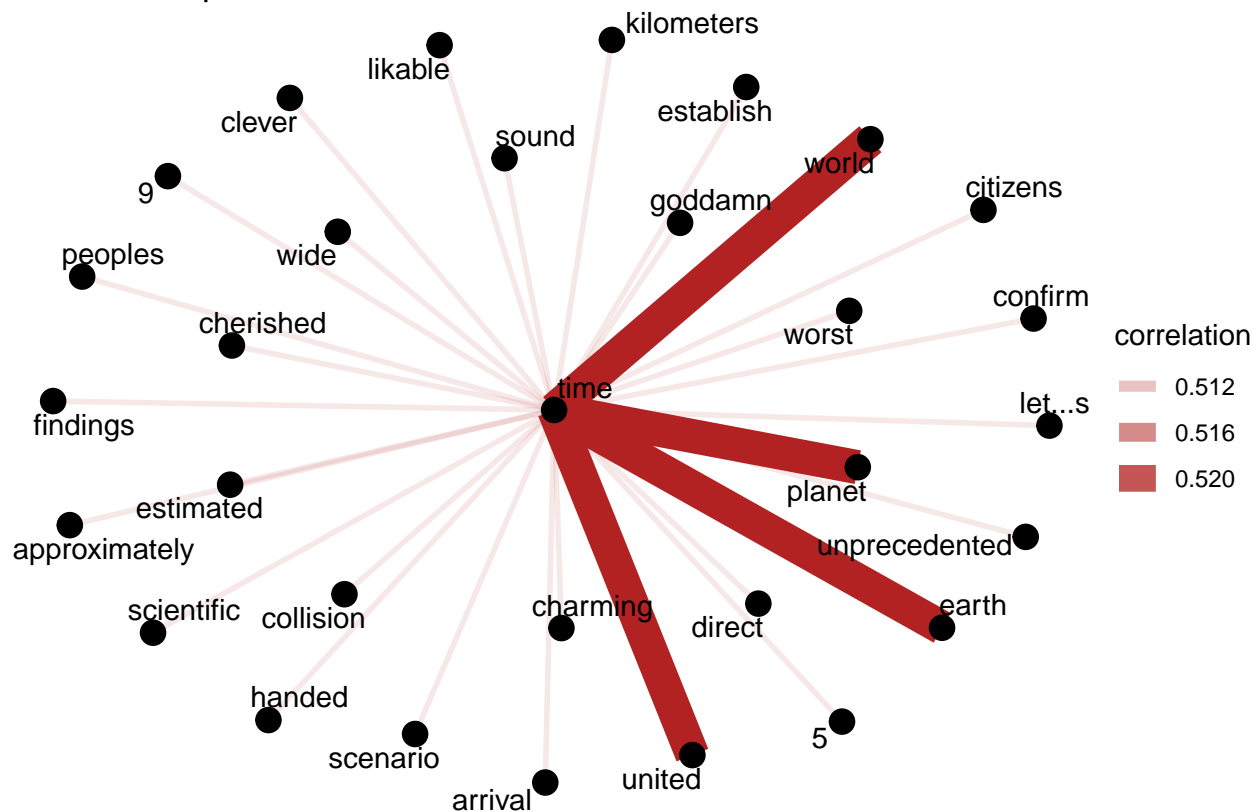 kilometers
likable
establish
clever
sound
world
9
goddamn
citizens
peoples
wide
confirm
cherished
worst
correlation
time
0.512
let...s
findings
0.516
0.520
planet
estimated
approximately
unprecedented
scientific
collision
charming
direct
earth
handed
scenario
5
united
arrival